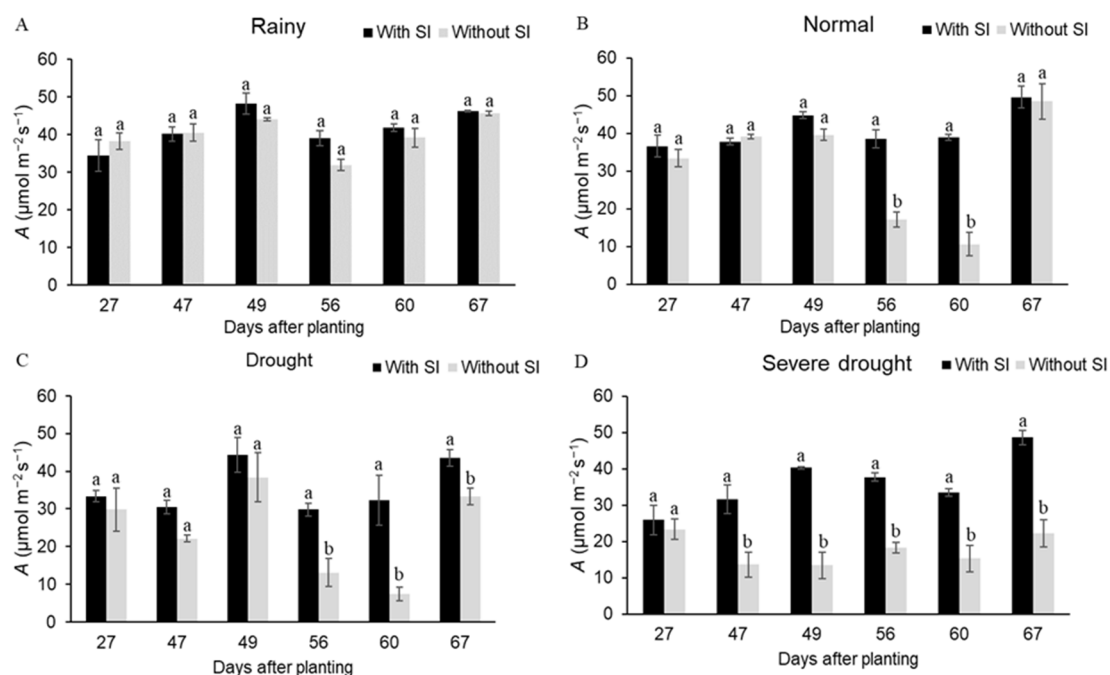 A
Rainy
With SI
Without SI
A (µmol m⁻² s⁻¹)
60
50
40
30
20
10
0
a a a a a a a a a a a a
27 47 49 56 60 67
Days after planting
B
Normal
With SI
Without SI
A (µmol m⁻² s⁻¹)
60
50
40
30
20
10
0
a a a a a a a b a b a a
27 47 49 56 60 67
Days after planting
C
Drought
With SI
Without SI
A (µmol m⁻² s⁻¹)
60
50
40
30
20
10
0
a a a a a a a b a b a b
27 47 49 56 60 67
Days after planting
D
Severe drought
With SI
Without SI
A (µmol m⁻² s⁻¹)
60
50
40
30
20
10
0
a a a b a b a b a b a b
27 47 49 56 60 67
Days after planting